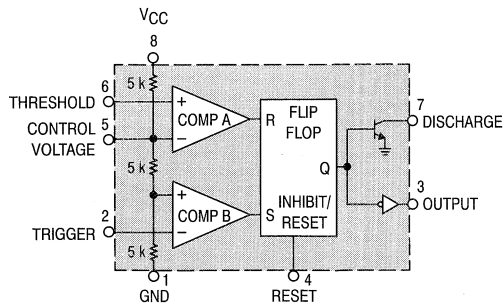 VCC
8
5 k
6
THRESHOLD
+
COMP A
−
5
CONTROL
VOLTAGE
5 k
R
FLIP
FLOP
Q
7
DISCHARGE
+
COMP B
−
S
INHIBIT/
RESET
3
OUTPUT
2
TRIGGER
5 k
1
GND
4
RESET